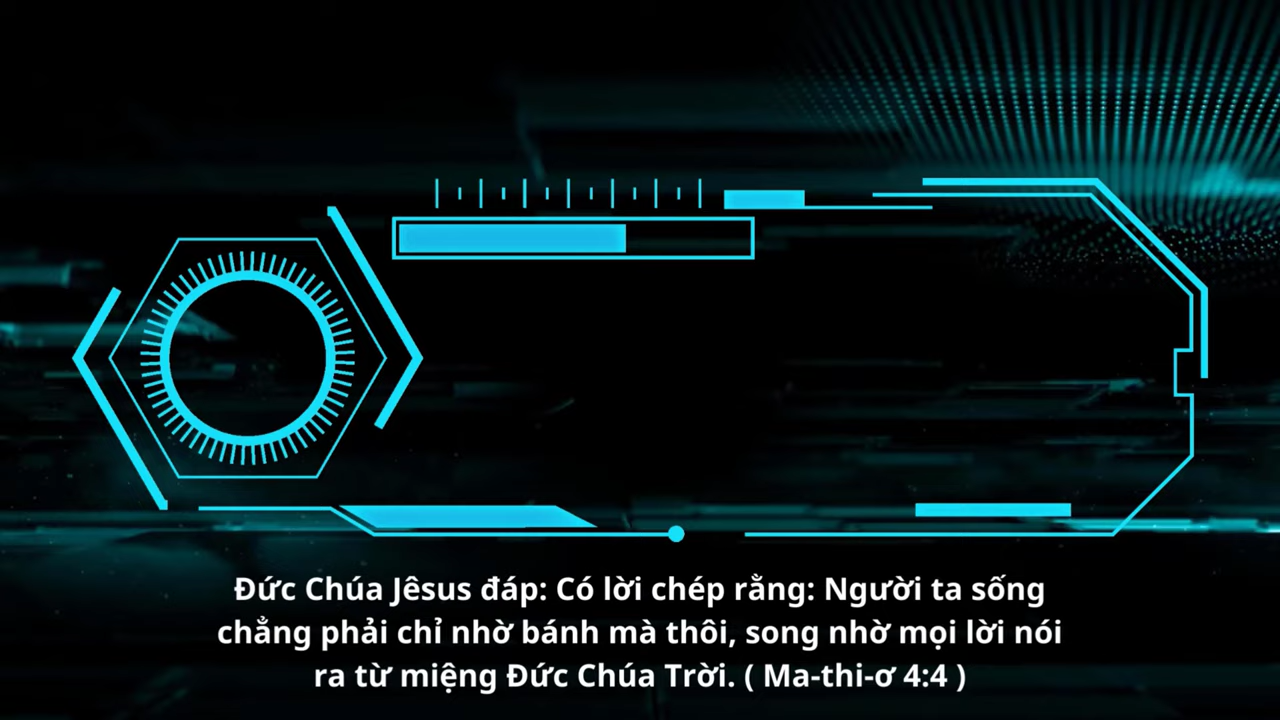 Đức Chúa Jêsus đáp: Có lời chép rằng: Người ta sống
chẳng phải chỉ nhờ bánh mà thôi, song nhờ mọi lời nói
ra từ miệng Đức Chúa Trời. ( Ma-thi-ơ 4:4 )